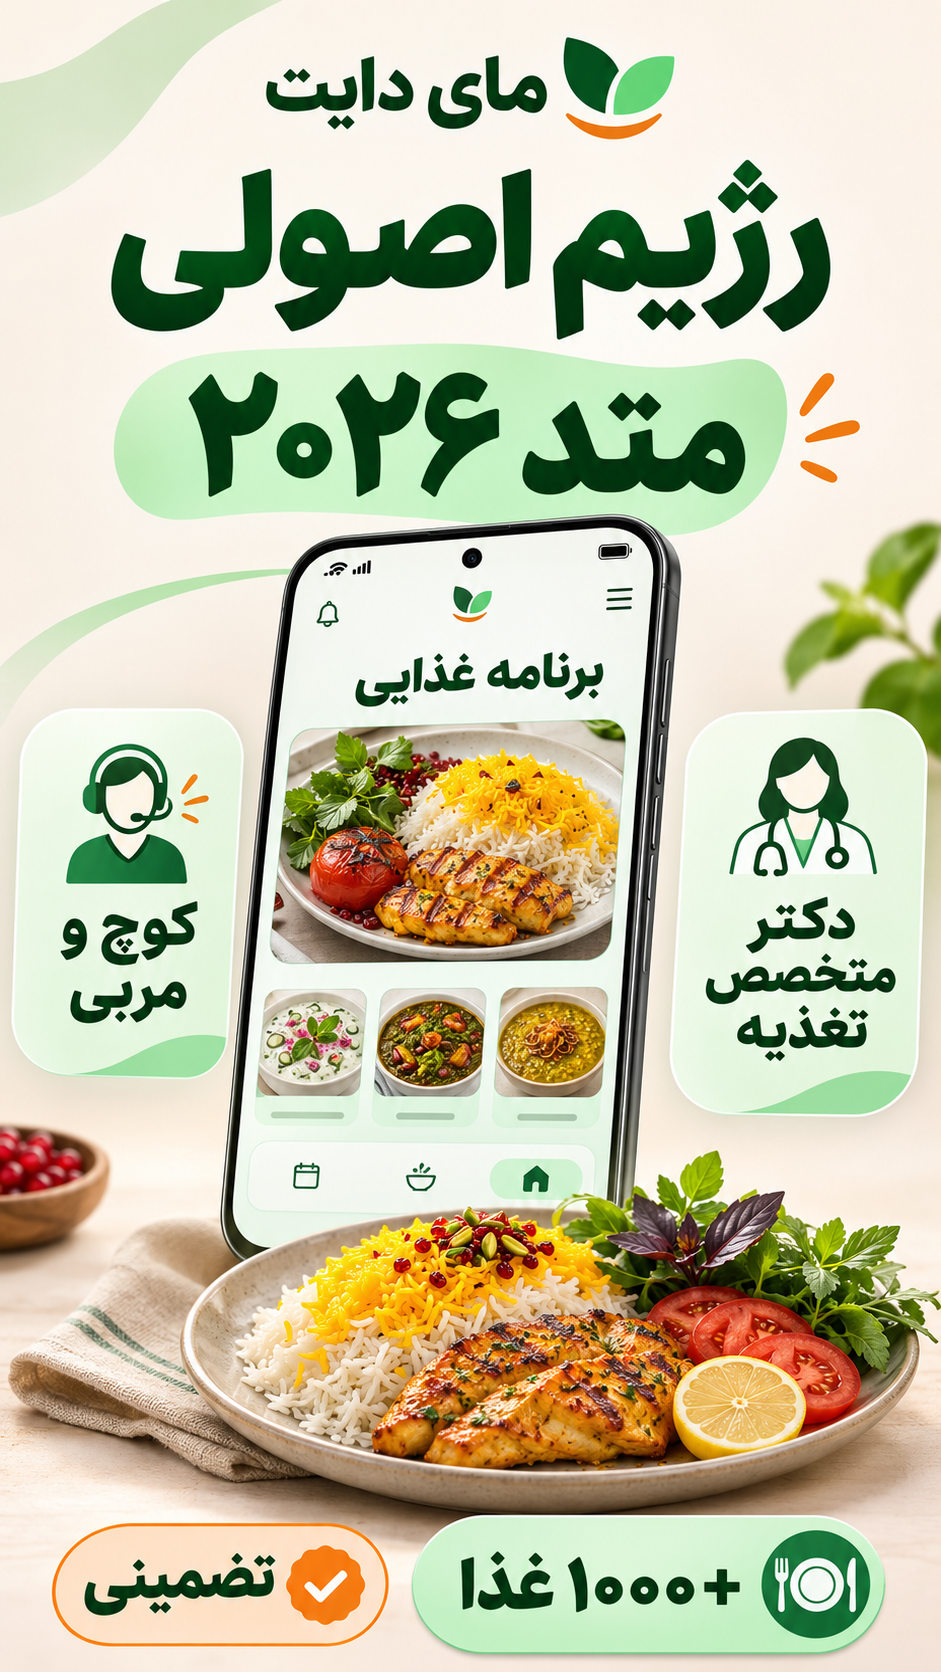 مای دایت
رژیم اصولی
متد ۲۰۲۶
برنامه غذایی
دکتر
متخصص
تغذیه
کوچ و
مربی
+۱۰۰۰ غذا
تضمینی